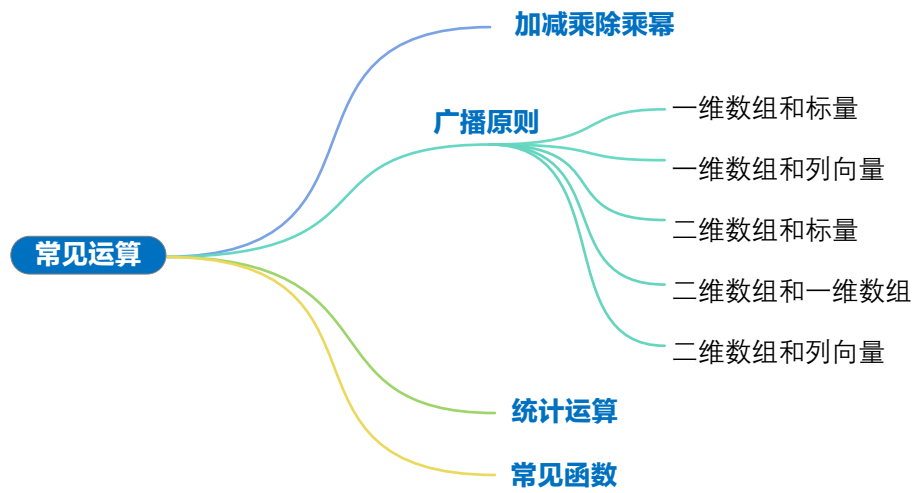 常见运算
加减乘除乘幂
广播原则
一维数组和标量
一维数组和列向量
二维数组和标量
二维数组和一维数组
二维数组和列向量
统计运算
常见函数